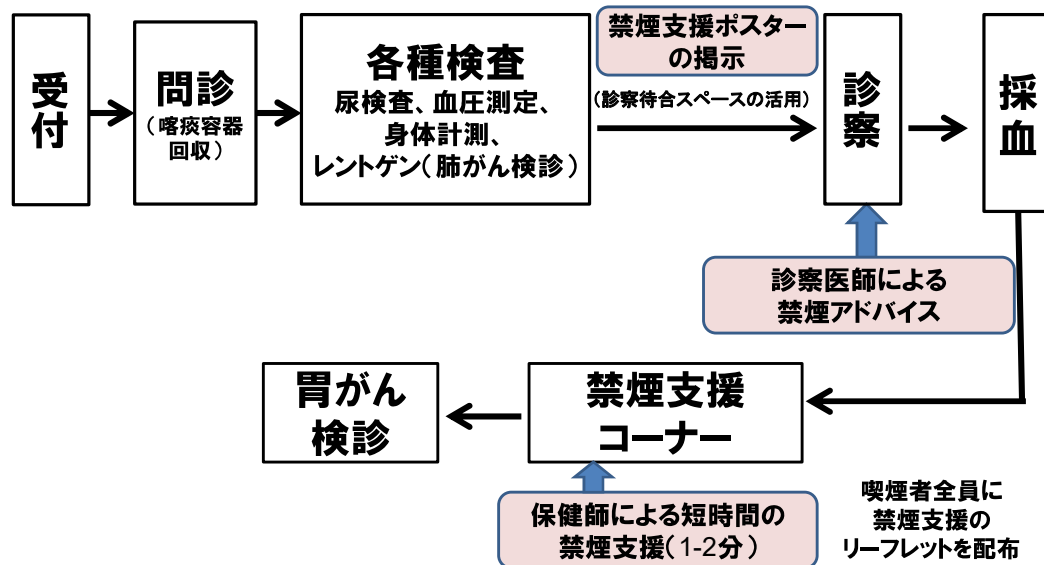 受付
問診
(喀痰容器
回収)
各種検査
尿検査、血圧測定、
身体計測、
レントゲン(肺がん検診)
禁煙支援ポスター
の掲示
(診察待合スペースの活用)
診察
採血
診察医師による
禁煙アドバイス
禁煙支援
コーナー
胃がん
検診
保健師による短時間の
禁煙支援(1-2分)
喫煙者全員に
禁煙支援の
リーフレットを配布